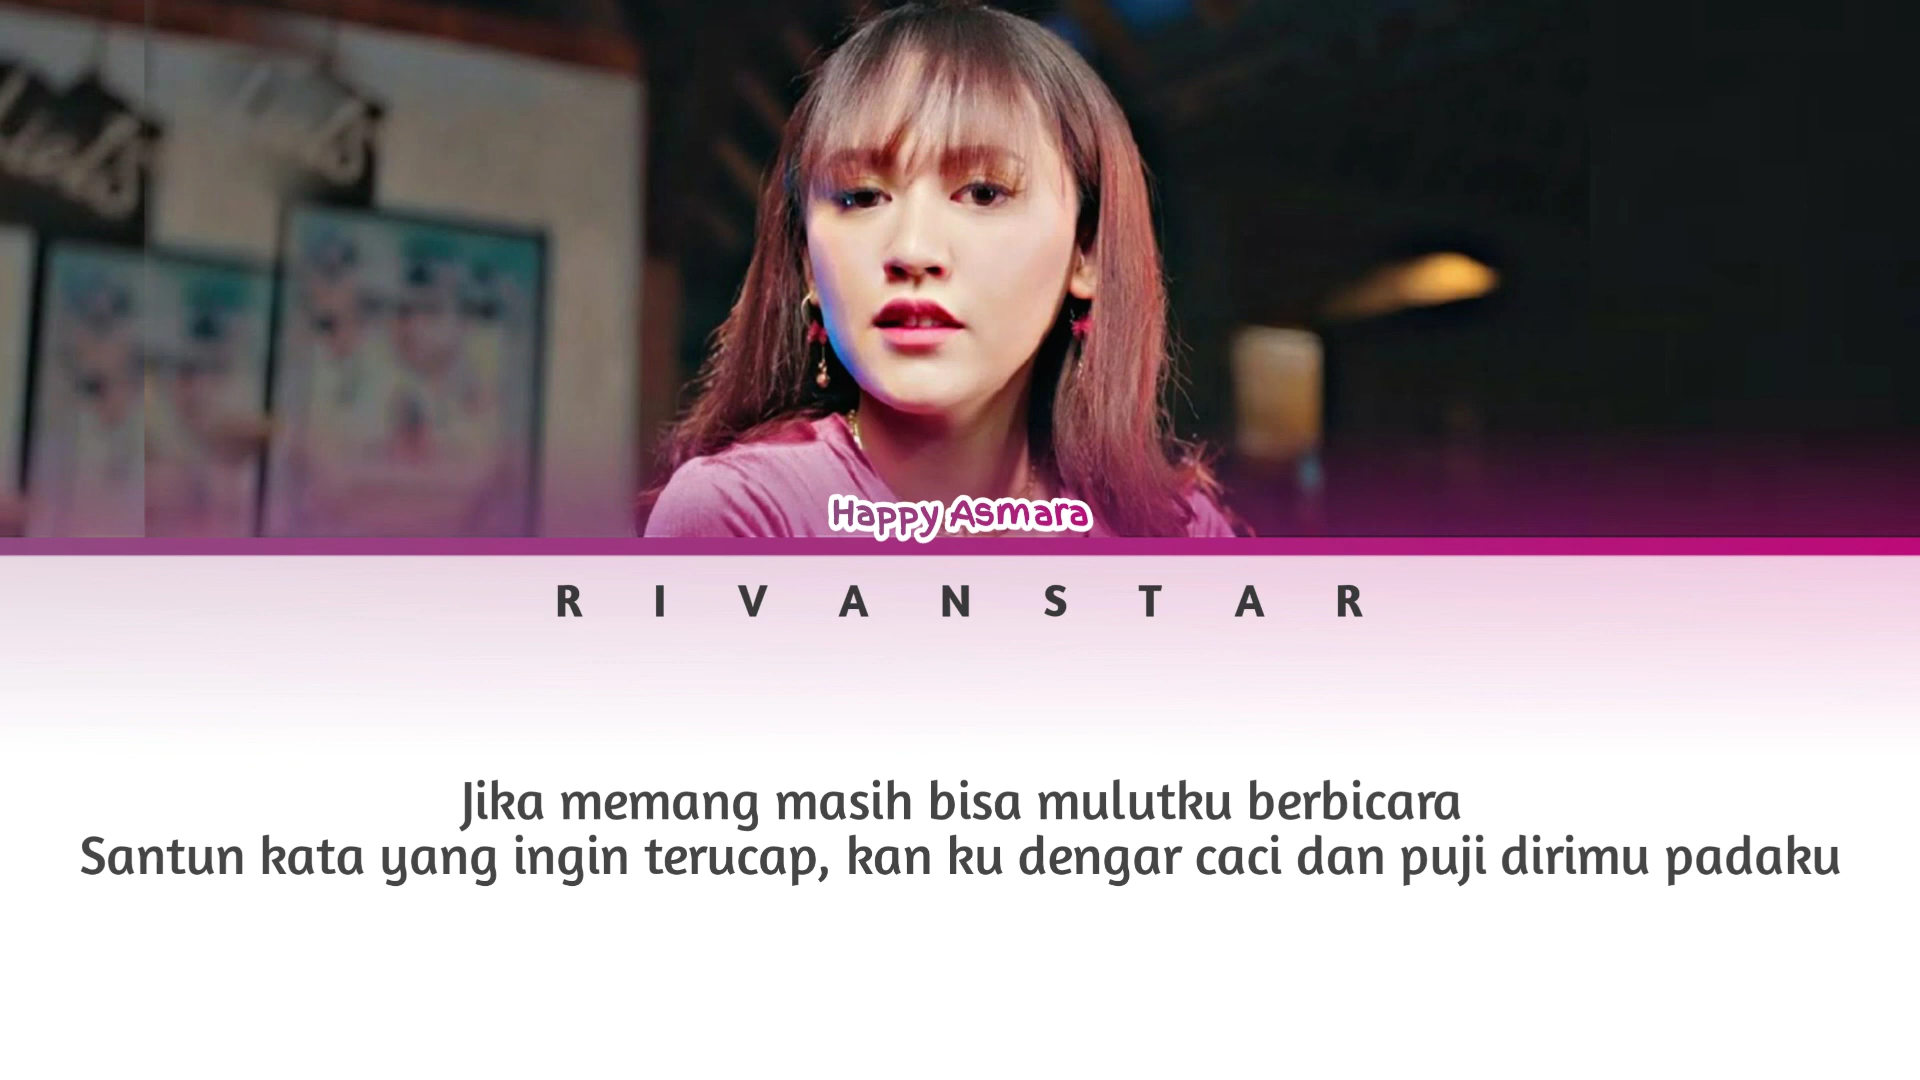 Happy Asmara
RIVANSTAR
Jika memang masih bisa mulutku berbicara
Santun kata yang ingin terucap, kan ku dengar caci dan puji dirimu padaku